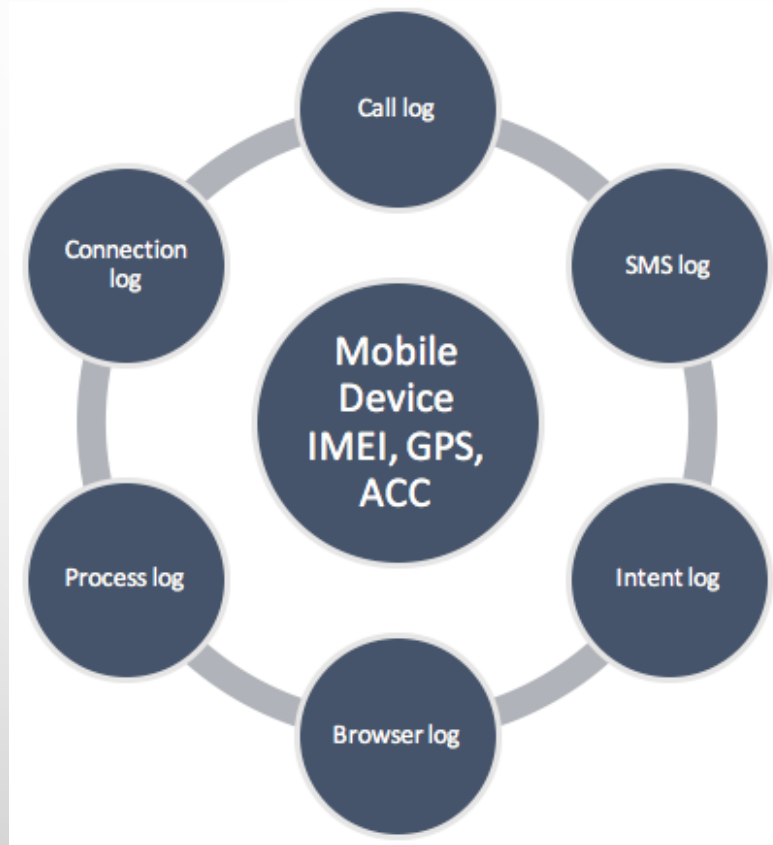 Call log
Connection
log
SMS log
Mobile
Device
IMEI, GPS,
ACC
Process log
Intent log
Browser log